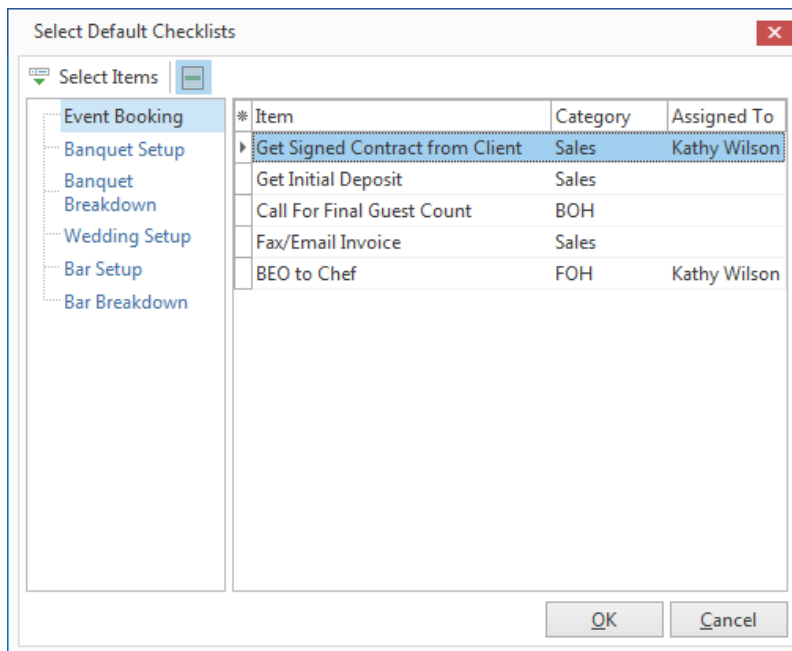 Select Default Checklists
Select Items
Event Booking
Banquet Setup
Banquet
Breakdown
Wedding Setup
Bar Setup
Bar Breakdown
Item Category Assigned To
Get Signed Contract from Client Sales Kathy Wilson
Get Initial Deposit Sales
Call For Final Guest Count BOH
Fax/Email Invoice Sales
BEO to Chef FOH Kathy Wilson
OK Cancel